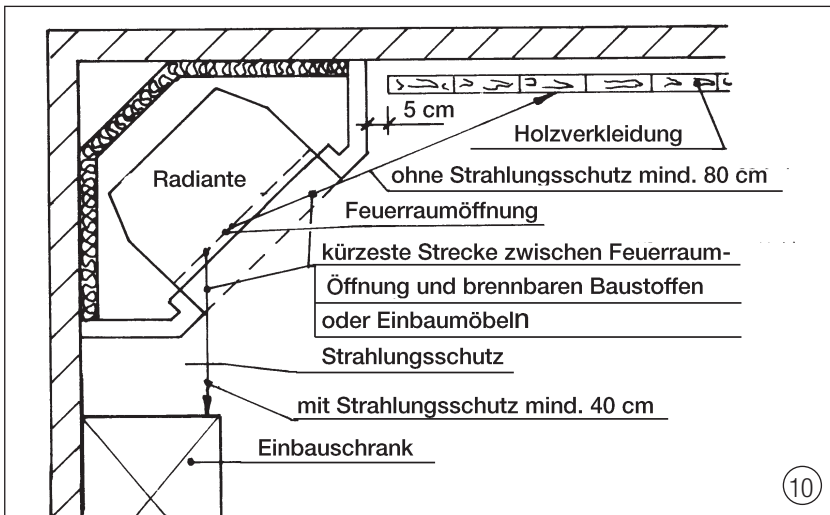 5 cm
Holzverkleidung
Radiante
ohne Strahlungsschutz mind. 80 cm
Feuerraumöffnung
kürzeste Strecke zwischen Feuerraum-
Öffnung und brennbaren Baustoffen
oder Einbaumöbeln
Strahlungsschutz
mit Strahlungsschutz mind. 40 cm
Einbauschrank
10